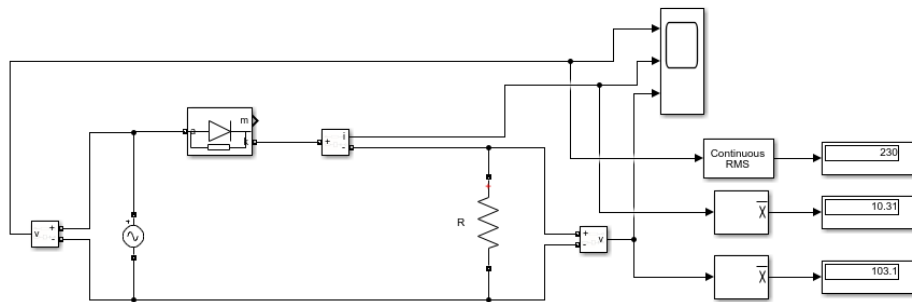 m
a
k
+
i
-
Continuous
RMS
230
10.31
103.1
x
x
R
+
v
+
-
+
-
v
+